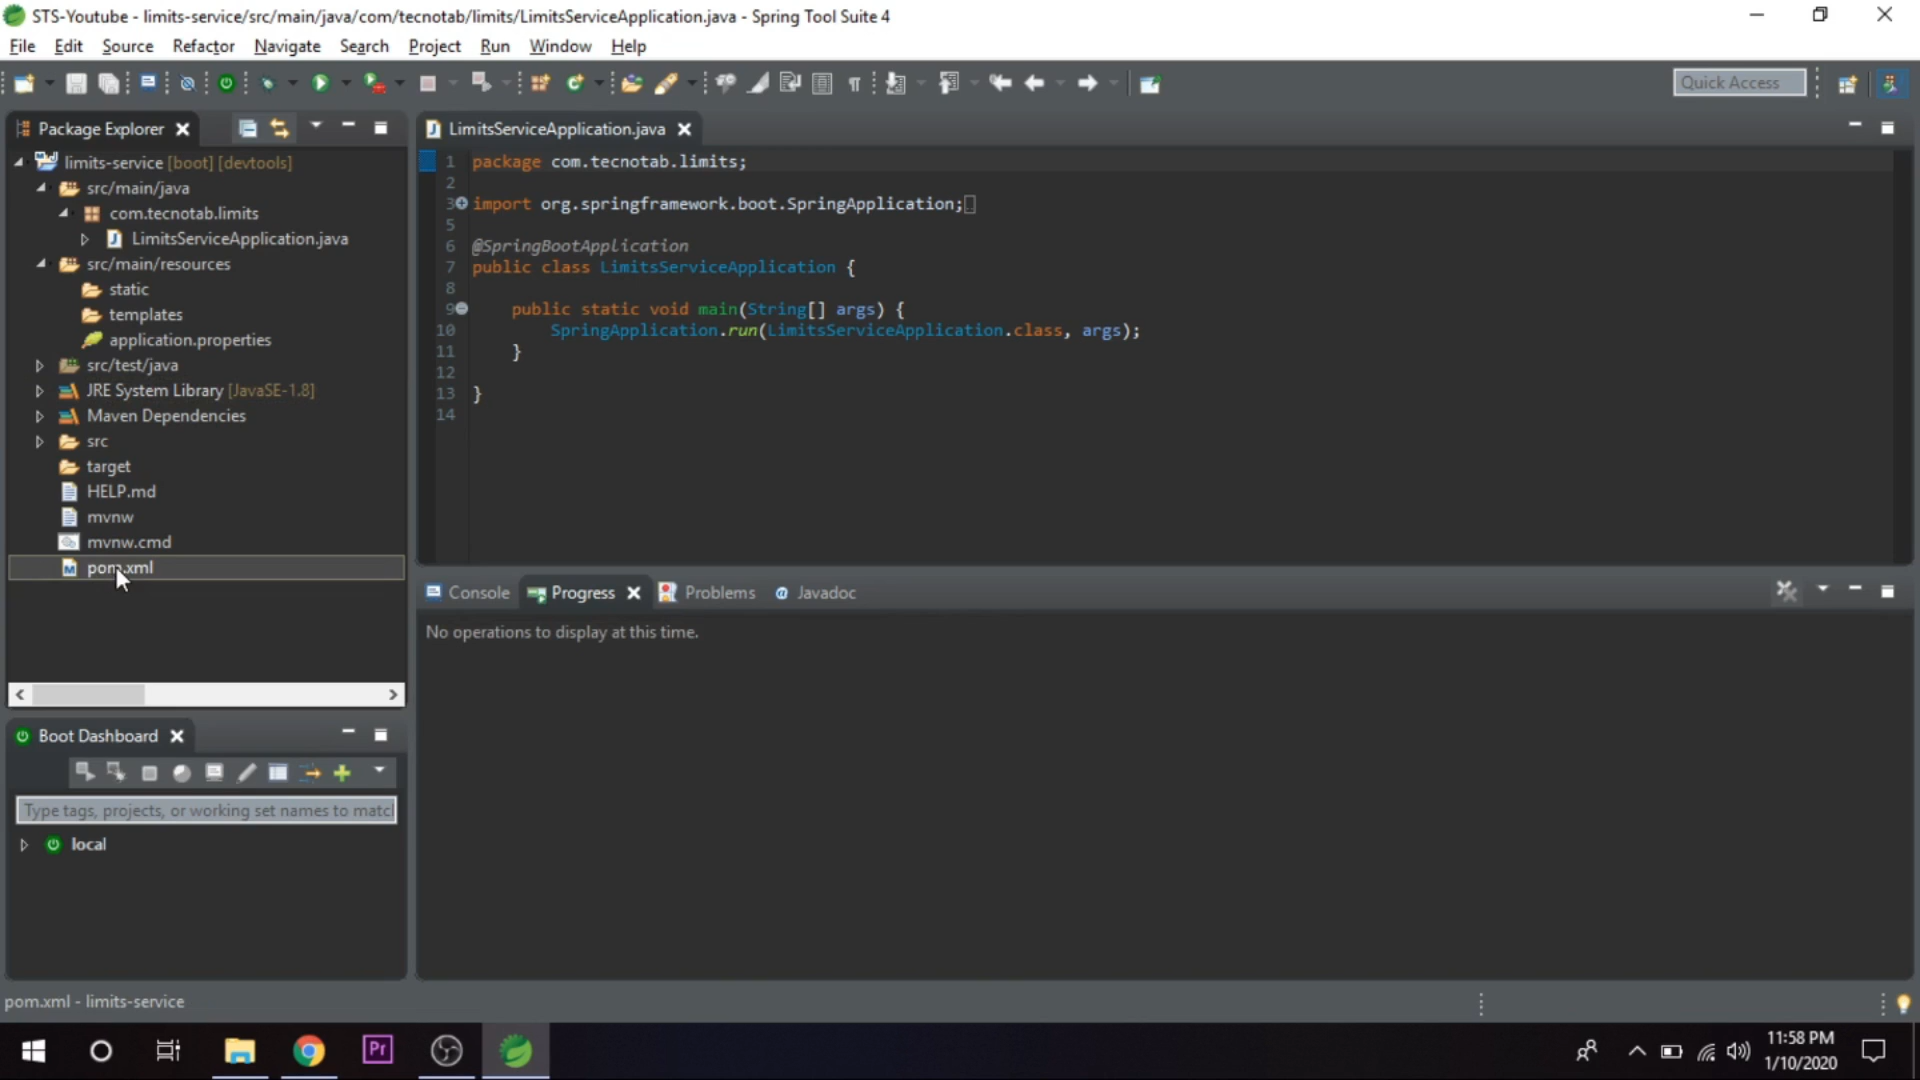 STS-Youtube - limits-service/src/main/java/com/tecnotab/limits/LimitsServiceApplication.java - Spring Tool Suite 4
File Edit Source Refactor Navigate Search Project Run Window Help
Quick Access
Package Explorer
limits-service [boot] [devtools]
src/main/java
com.tecnotab.limits
LimitsServiceApplication.java
src/main/resources
static
templates
application.properties
src/test/java
JRE System Library [JavaSE-1.8]
Maven Dependencies
src
target
HELP.md
mvnw
mvnw.cmd
pom.xml
LimitsServiceApplication.java
1 package com.tecnotab.limits;
2
3 import org.springframework.boot.SpringApplication;
5
6 @SpringBootApplication
7 public class LimitsServiceApplication {
8
9 public static void main(String[] args) {
10 SpringApplication.run(LimitsServiceApplication.class, args);
11 }
12
13 }
14
Console Progress Problems @ Javadoc
No operations to display at this time.
Boot Dashboard
Type tags, projects, or working set names to match
local
pom.xml - limits-service
Pr
11:58 PM
1/10/2020